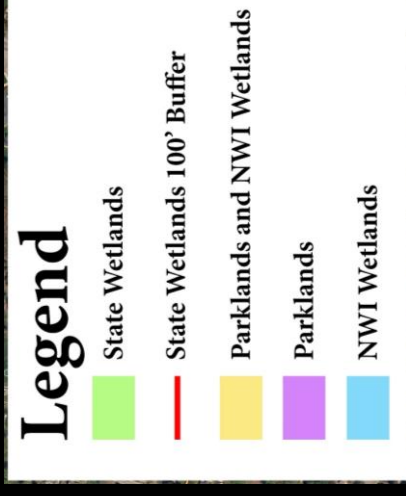 Legend
State Wetlands
State Wetlands 100’ Buffer
Parklands and NWI Wetlands
Parklands
NWI Wetlands